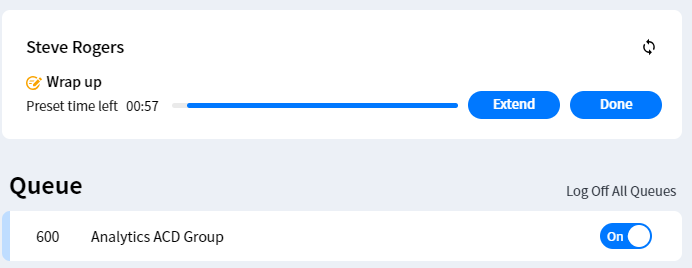 Steve Rogers
Wrap up
Preset time left 00:57
Extend
Done
Queue
Log Off All Queues
600 Analytics ACD Group On